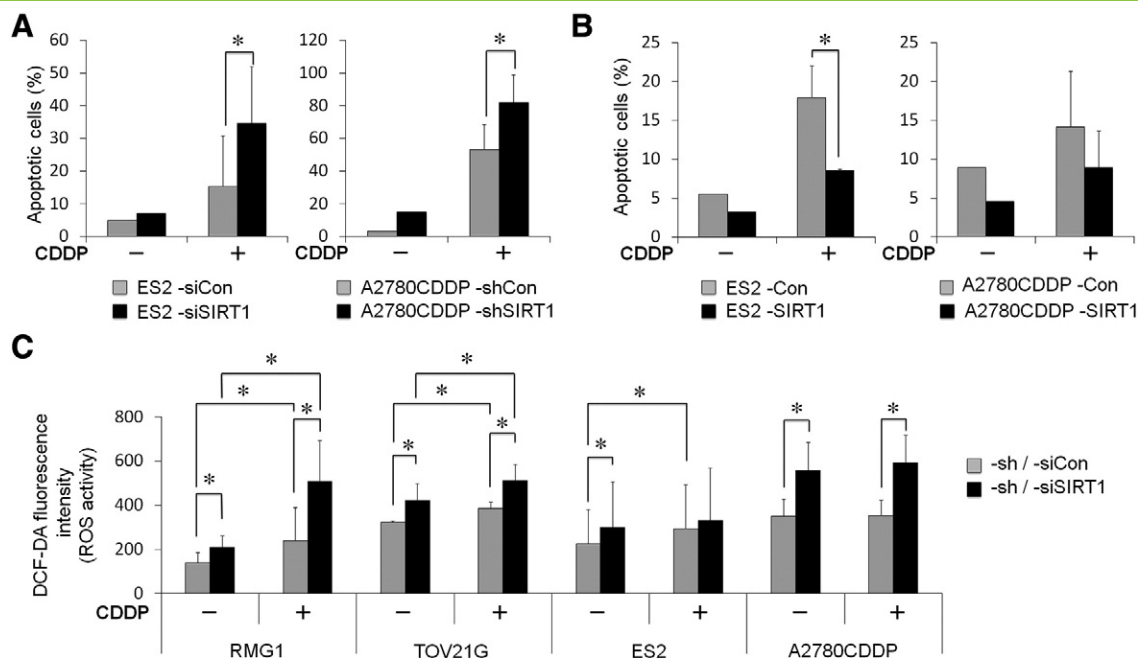 A
B
Apoptotic cells (%)
60
50
40
30
20
10
0
*
CDDP
−
+
ES2 -siCon
ES2 -siSIRT1
120
100
80
60
40
20
0
*
−
+
A2780CDDP -shCon
A2780CDDP -shSIRT1
Apoptotic cells (%)
25
20
15
10
5
0
*
CDDP
−
+
ES2 -Con
ES2 -SIRT1
25
20
15
10
5
0
−
+
A2780CDDP -Con
A2780CDDP -SIRT1
C
DCF-DA fluorescence
intensity
(ROS activity)
800
600
400
200
0
* * *
* * *
* * * * * *
-sh / -siCon
-sh / -siSIRT1
CDDP − + − + − + − +
RMG1 TOV21G ES2 A2780CDDP